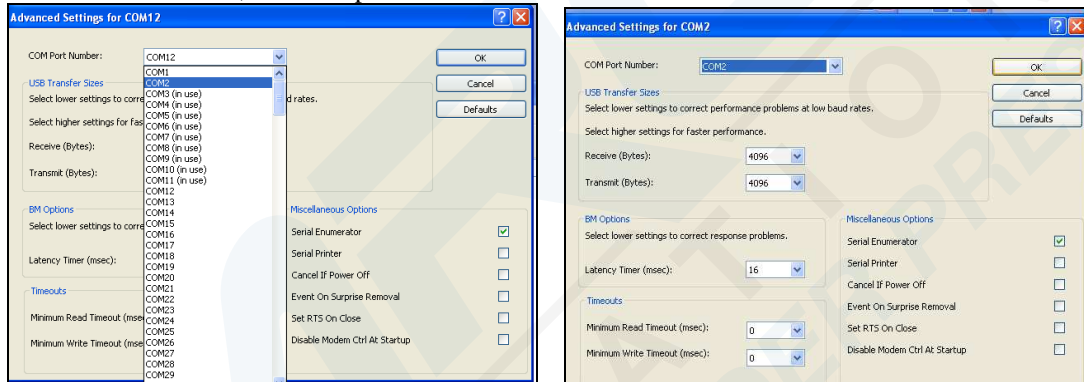 Advanced Settings for COM12
COM Port Number:
COM12
OK
Cancel
Defaults
USB Transfer Sizes
Select lower settings to corre
d rates.
Select higher settings for fas
Receive (Bytes):
Transmit (Bytes):
COM1
COM2
COM3 (in use)
COM4 (in use)
COM5 (in use)
COM6 (in use)
COM7 (in use)
COM8 (in use)
COM9 (in use)
COM10 (in use)
COM11 (in use)
COM12
COM13
COM14
COM15
COM16
COM17
COM18
COM19
COM20
COM21
COM22
COM23
COM24
COM25
COM26
COM27
COM28
COM29
BM Options
Select lower settings to corre
Latency Timer (msec):
Timeouts
Minimum Read Timeout (mse
Minimum Write Timeout (mse
Miscellaneous Options
Serial Enumerator
Serial Printer
Cancel If Power Off
Event On Surprise Removal
Set RTS On Close
Disable Modem Ctrl At Startup
Advanced Settings for COM2
COM Port Number:
COM2
OK
Cancel
Defaults
USB Transfer Sizes
Select lower settings to correct performance problems at low baud rates.
Select higher settings for faster performance.
Receive (Bytes):
4096
Transmit (Bytes):
4096
BM Options
Select lower settings to correct response problems.
Latency Timer (msec):
16
Timeouts
Minimum Read Timeout (msec):
0
Minimum Write Timeout (msec):
0
Miscellaneous Options
Serial Enumerator
Serial Printer
Cancel If Power Off
Event On Surprise Removal
Set RTS On Close
Disable Modem Ctrl At Startup